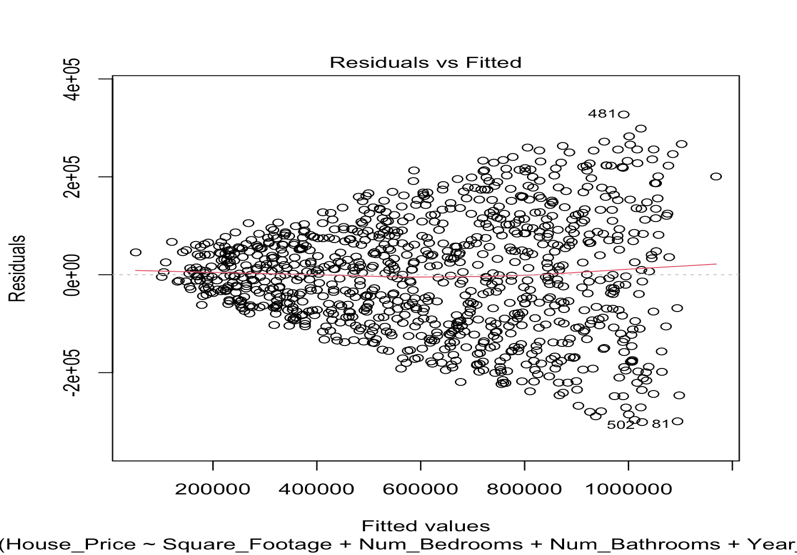 Residuals vs Fitted
4e+05
2e+05
0e+00
-2e+05
Residuals
481
502
81
200000 400000 600000 800000 1000000
Fitted values
(House_Price ~ Square_Footage + Num_Bedrooms + Num_Bathrooms + Year_